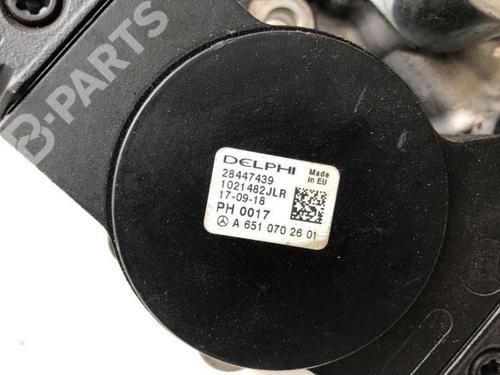 B-PARTS
DELPHI
Made
in EU
28447439
1021482JLR
17-09-18
PH 0017
A 651 070 26 01